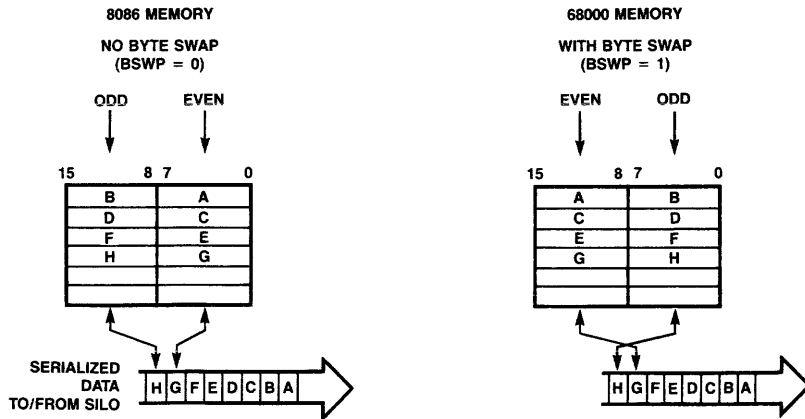 8086 MEMORY
NO BYTE SWAP
(BSWP = 0)
ODD EVEN
15 8 7 0
B A
D C
F E
H G
SERIALIZED
DATA
TO/FROM SILO
H G F E D C B A
68000 MEMORY
WITH BYTE SWAP
(BSWP = 1)
EVEN ODD
15 8 7 0
A B
C D
E F
G H
H G F E D C B A